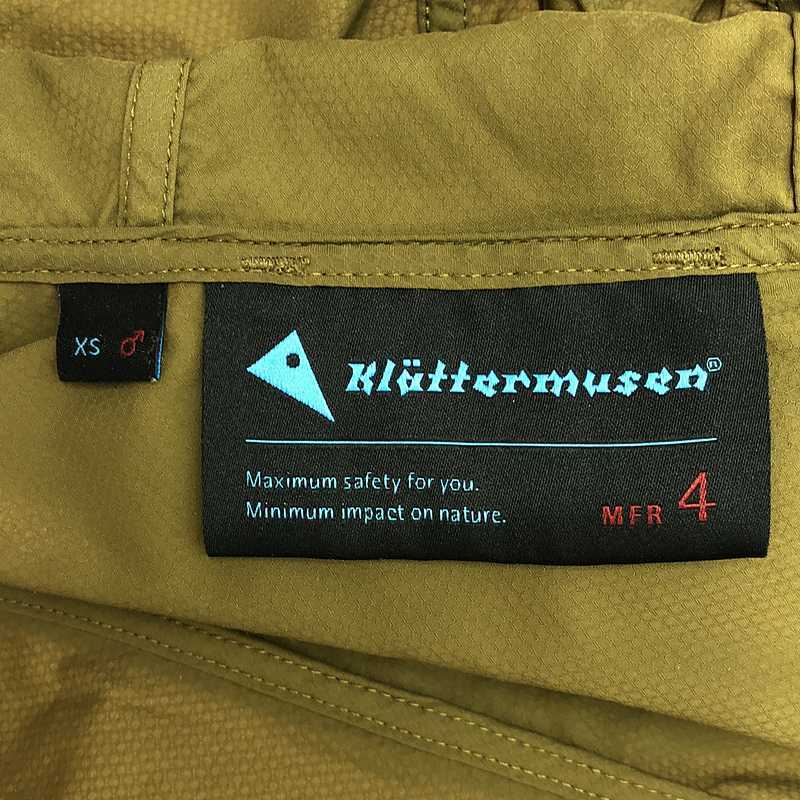 XS ♂
Klättermusen®
Maximum safety for you.
Minimum impact on nature.
MFR 4